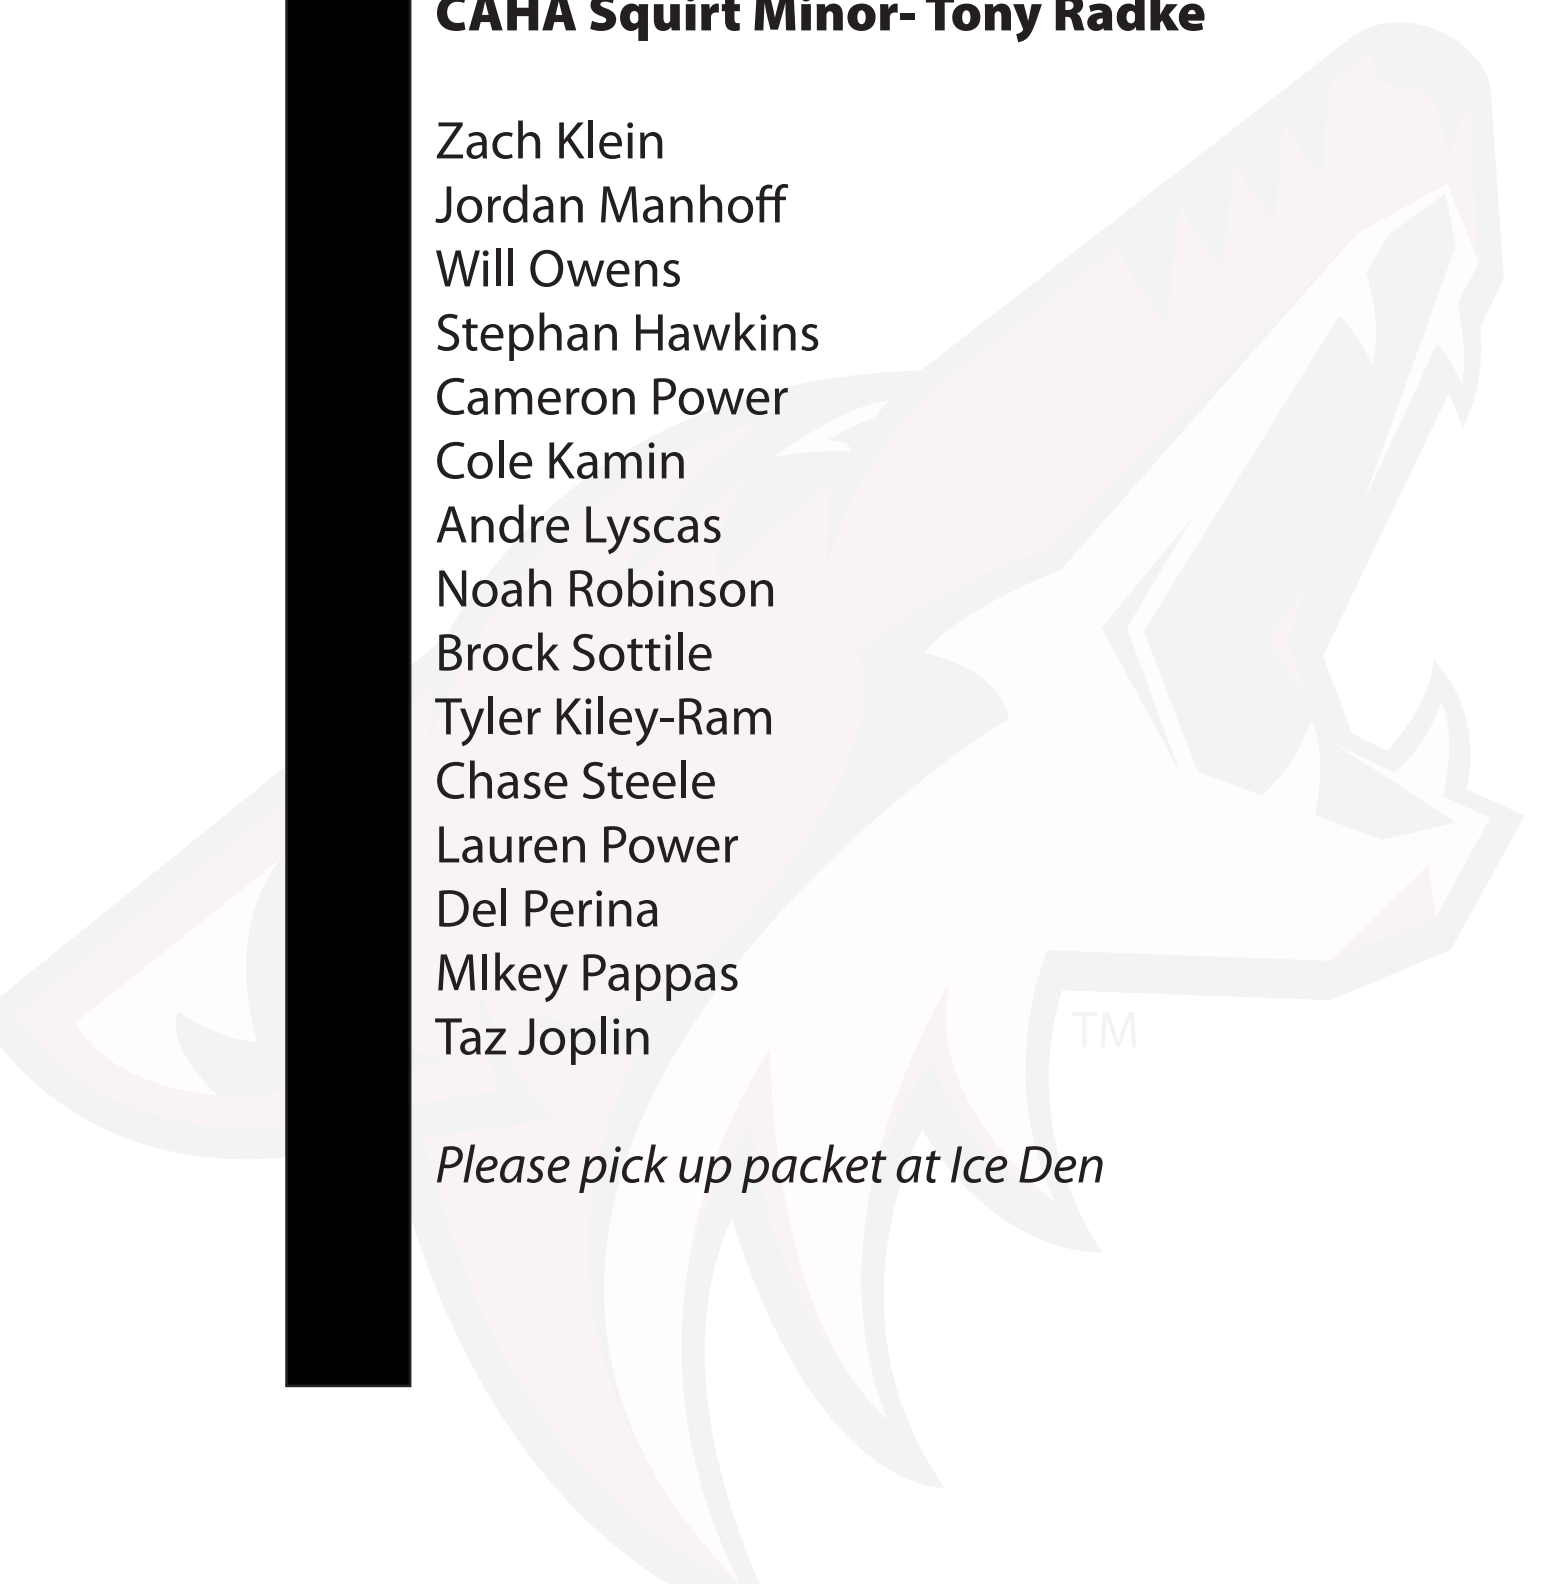 CAHA Squirt Minor- Tony Radke
Zach Klein
Jordan Manhoff
Will Owens
Stephan Hawkins
Cameron Power
Cole Kamin
Andre Lyscas
Noah Robinson
Brock Sottile
Tyler Kiley-Ram
Chase Steele
Lauren Power
Del Perina
MIkey Pappas
Taz Joplin
TM
Please pick up packet at Ice Den